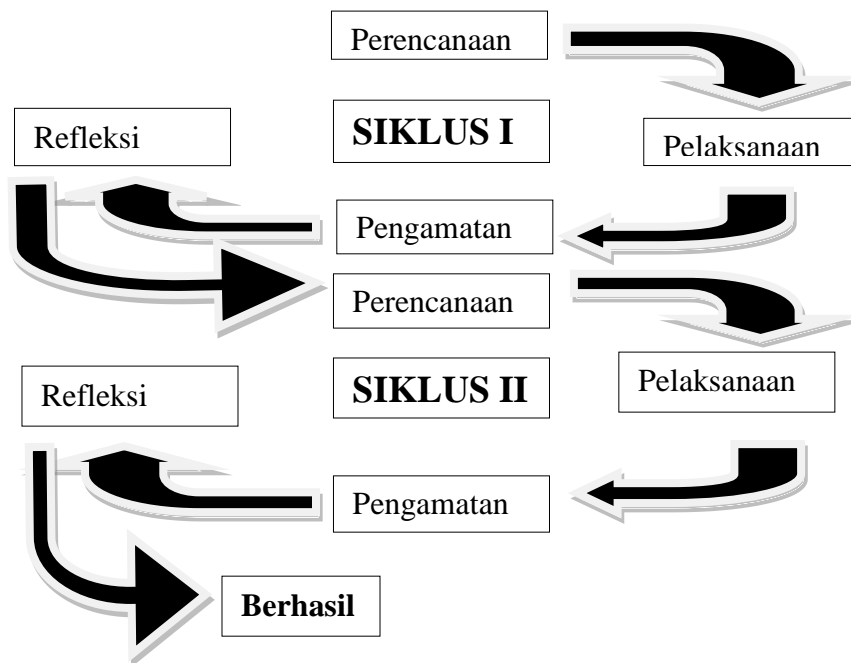 Perencanaan
SIKLUS I
Refleksi
Pelaksanaan
Pengamatan
Perencanaan
SIKLUS II
Refleksi
Pelaksanaan
Pengamatan
Berhasil